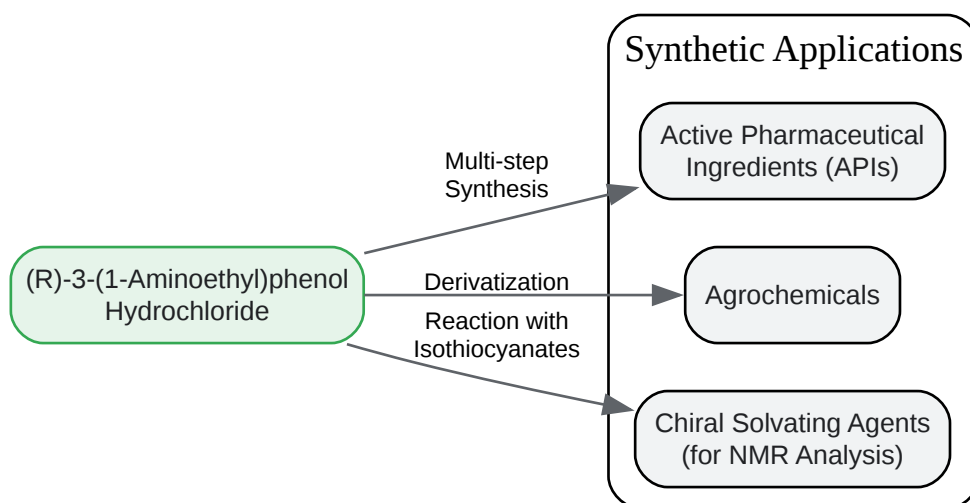 Synthetic Applications
Active Pharmaceutical
Ingredients (APIs)
Multi-step
Synthesis
(R)-3-(1-Aminoethyl)phenol
Hydrochloride
Derivatization
Agrochemicals
Reaction with
Isothiocyanates
Chiral Solvating Agents
(for NMR Analysis)